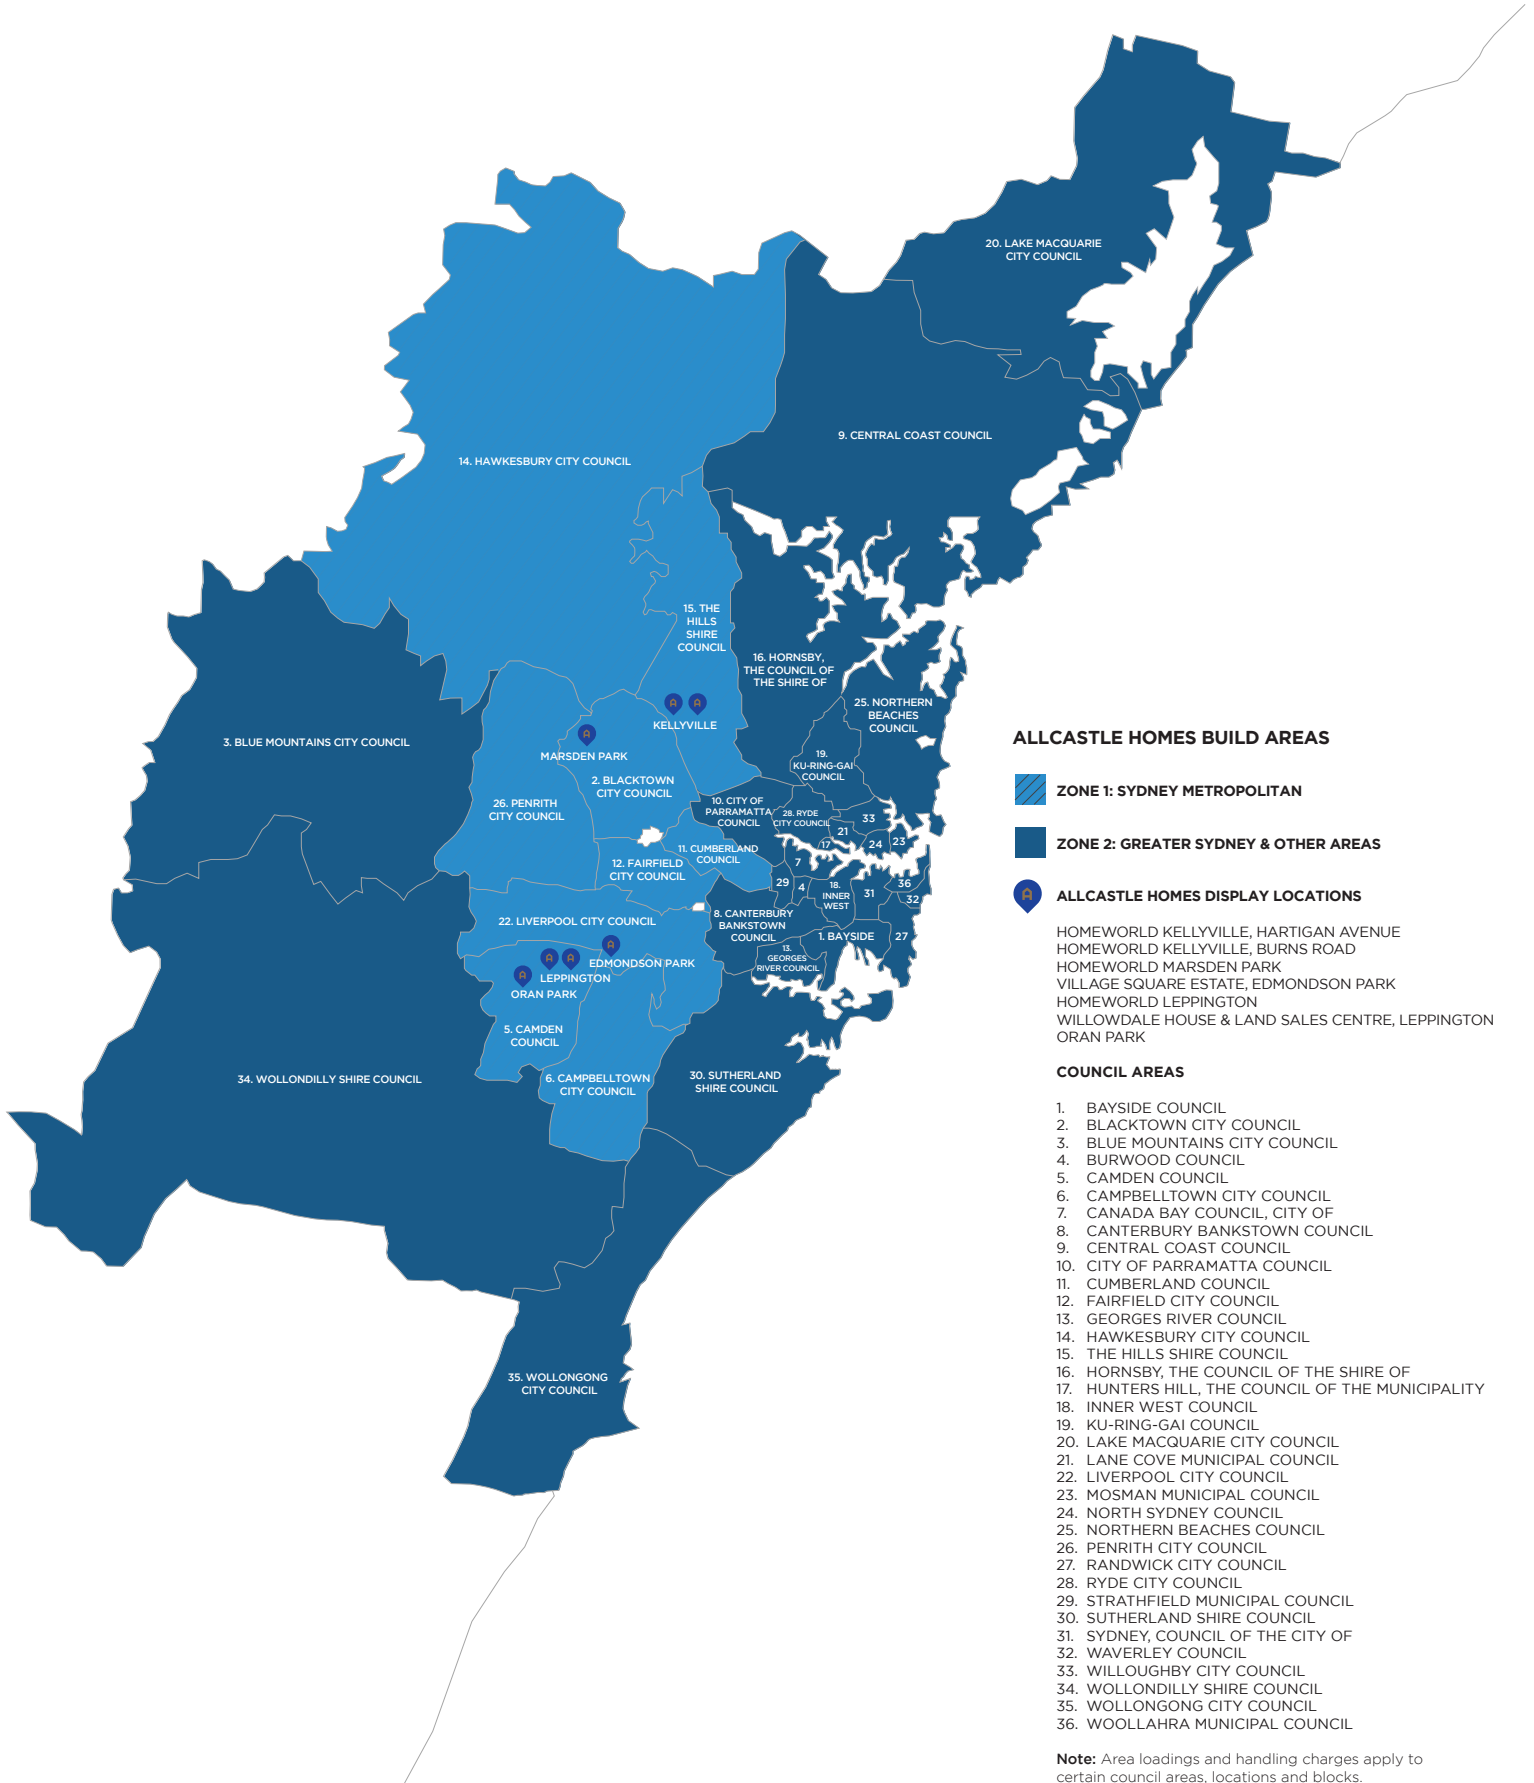 20. LAKE MACQUARIE
CITY COUNCIL
9. CENTRAL COAST COUNCIL
14. HAWKESBURY CITY COUNCIL
15. THE
HILLS
SHIRE
COUNCIL
16. HORNSBY,
THE COUNCIL OF
THE SHIRE OF
25. NORTHERN
BEACHES
COUNCIL
KELLYVILLE
3. BLUE MOUNTAINS CITY COUNCIL
MARSDEN PARK
19.
KU-RING-GAI
COUNCIL
2. BLACKTOWN
CITY COUNCIL
26. PENRITH
CITY COUNCIL
10. CITY OF
PARRAMATTA
COUNCIL
28. RYDE
CITY COUNCIL
33
21
17
24
23
11. CUMBERLAND
COUNCIL
12. FAIRFIELD
CITY COUNCIL
7
29
4
18.
INNER
WEST
31
36
32
22. LIVERPOOL CITY COUNCIL
8. CANTERBURY
BANKSTOWN
COUNCIL
1. BAYSIDE
27
13.
GEORGES
RIVER COUNCIL
EDMONDSON PARK
LEPPINGTON
ORAN PARK
5. CAMDEN
COUNCIL
34. WOLLONDILLY SHIRE COUNCIL
6. CAMPBELLTOWN
CITY COUNCIL
30. SUTHERLAND
SHIRE COUNCIL
35. WOLLONGONG
CITY COUNCIL
ALLCASTLE HOMES BUILD AREAS
ZONE 1: SYDNEY METROPOLITAN
ZONE 2: GREATER SYDNEY & OTHER AREAS
ALLCASTLE HOMES DISPLAY LOCATIONS
HOMEWORLD KELLYVILLE, HARTIGAN AVENUE
HOMEWORLD KELLYVILLE, BURNS ROAD
HOMEWORLD MARSDEN PARK
VILLAGE SQUARE ESTATE, EDMONDSON PARK
HOMEWORLD LEPPINGTON
WILLOWDALE HOUSE & LAND SALES CENTRE, LEPPINGTON
ORAN PARK
COUNCIL AREAS
1. BAYSIDE COUNCIL
2. BLACKTOWN CITY COUNCIL
3. BLUE MOUNTAINS CITY COUNCIL
4. BURWOOD COUNCIL
5. CAMDEN COUNCIL
6. CAMPBELLTOWN CITY COUNCIL
7. CANADA BAY COUNCIL, CITY OF
8. CANTERBURY BANKSTOWN COUNCIL
9. CENTRAL COAST COUNCIL
10. CITY OF PARRAMATTA COUNCIL
11. CUMBERLAND COUNCIL
12. FAIRFIELD CITY COUNCIL
13. GEORGES RIVER COUNCIL
14. HAWKESBURY CITY COUNCIL
15. THE HILLS SHIRE COUNCIL
16. HORNSBY, THE COUNCIL OF THE SHIRE OF
17. HUNTERS HILL, THE COUNCIL OF THE MUNICIPALITY
18. INNER WEST COUNCIL
19. KU-RING-GAI COUNCIL
20. LAKE MACQUARIE CITY COUNCIL
21. LANE COVE MUNICIPAL COUNCIL
22. LIVERPOOL CITY COUNCIL
23. MOSMAN MUNICIPAL COUNCIL
24. NORTH SYDNEY COUNCIL
25. NORTHERN BEACHES COUNCIL
26. PENRITH CITY COUNCIL
27. RANDWICK CITY COUNCIL
28. RYDE CITY COUNCIL
29. STRATHFIELD MUNICIPAL COUNCIL
30. SUTHERLAND SHIRE COUNCIL
31. SYDNEY, COUNCIL OF THE CITY OF
32. WAVERLEY COUNCIL
33. WILLOUGHBY CITY COUNCIL
34. WOLLONDILLY SHIRE COUNCIL
35. WOLLONGONG CITY COUNCIL
36. WOOLLAHRA MUNICIPAL COUNCIL
Note: Area loadings and handling charges apply to
certain council areas, locations and blocks.